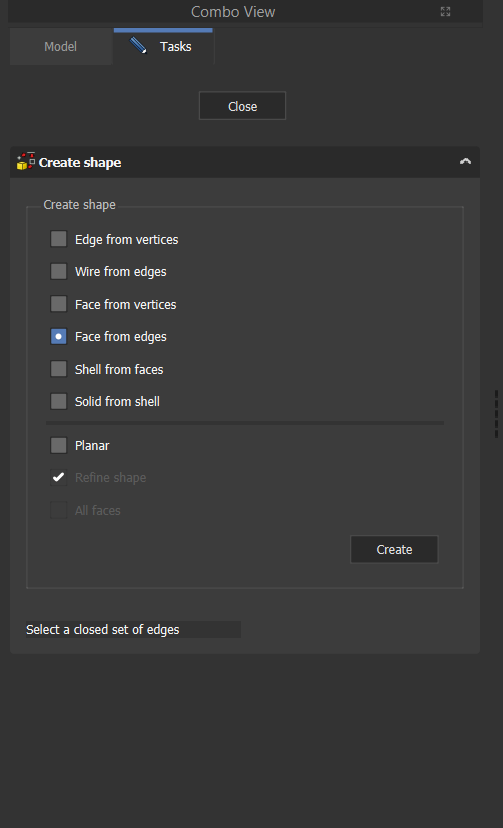 Combo View
Model
Tasks
Close
Create shape
Create shape
Edge from vertices
Wire from edges
Face from vertices
Face from edges
Shell from faces
Solid from shell
Planar
Refine shape
All faces
Create
Select a closed set of edges